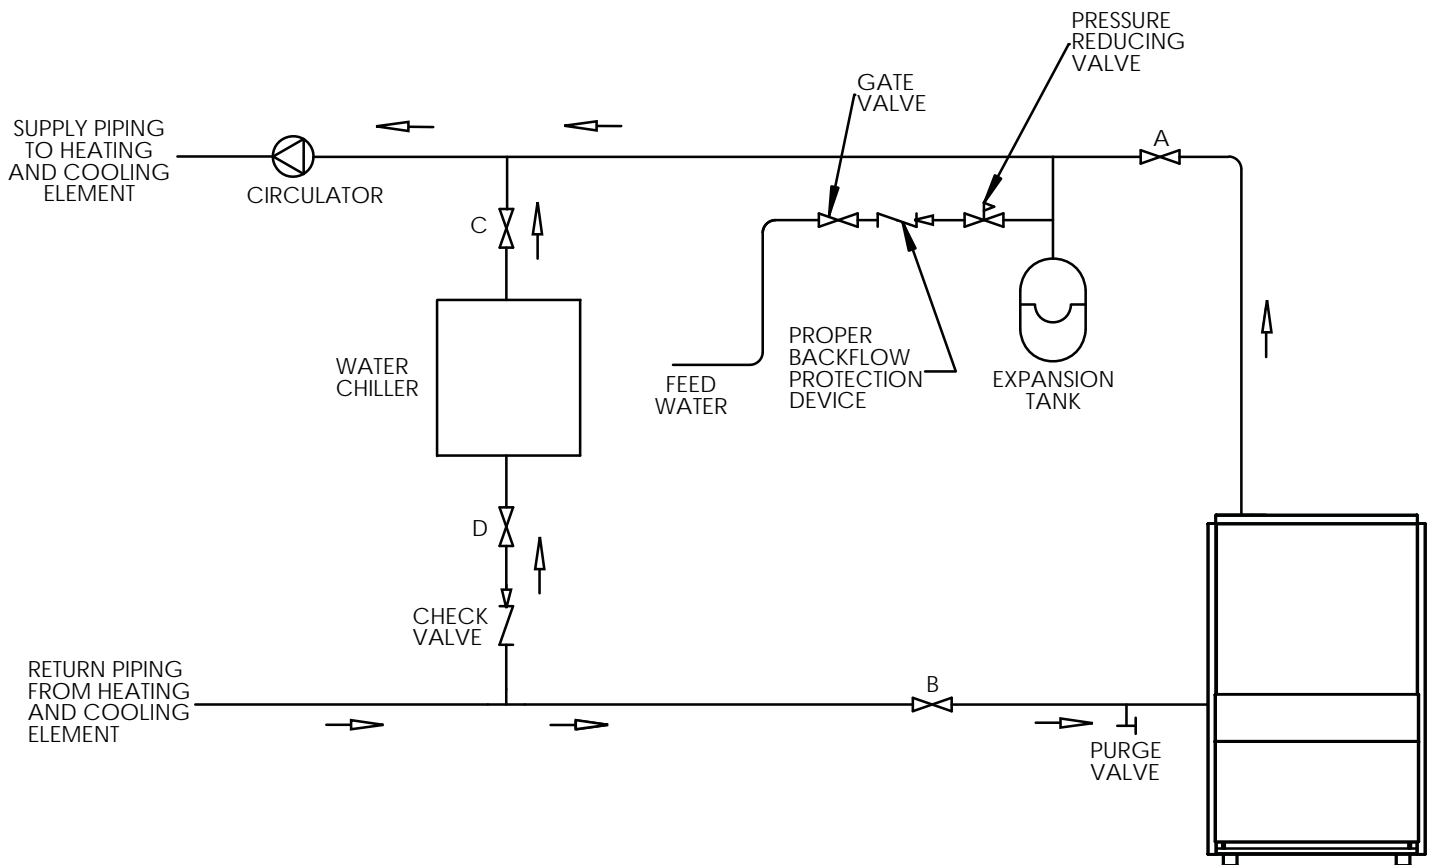 PRESSURE
REDUCING
VALVE
GATE
VALVE
SUPPLY PIPING
TO HEATING
AND COOLING
ELEMENT
CIRCULATOR
A
C
WATER
CHILLER
FEED
WATER
PROPER
BACKFLOW
PROTECTION
DEVICE
EXPANSION
TANK
D
CHECK
VALVE
RETURN PIPING
FROM HEATING
AND COOLING
ELEMENT
B
PURGE
VALVE